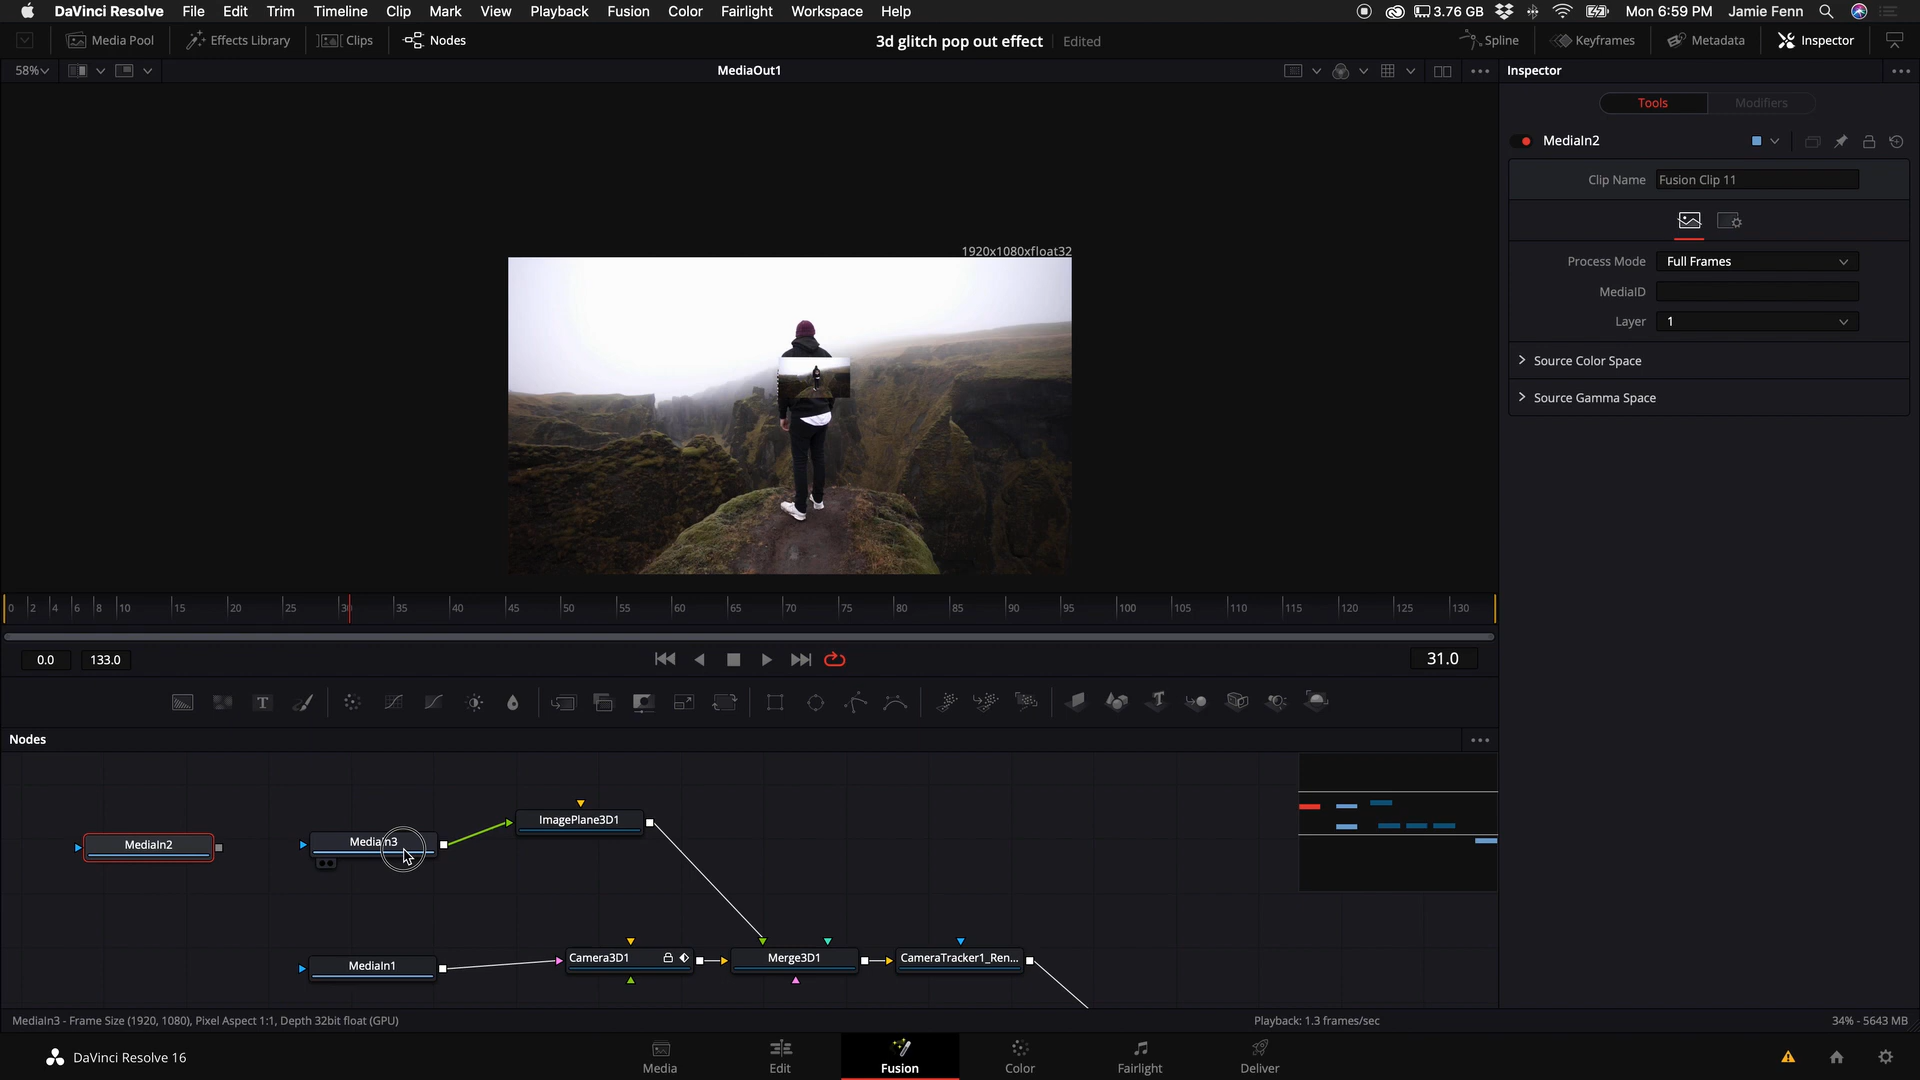 DaVinci Resolve File Edit Trim Timeline Clip Mark View Playback Fusion Color Fairlight Workspace Help 3.76 GB Mon 6:59 PM Jamie Fenn
Media Pool Effects Library Clips Nodes 3d glitch pop out effect Edited Spline Keyframes Metadata Inspector
58% MediaOut1 Inspector
Tools Modifiers
MediaIn2
Clip Name Fusion Clip 11
1920x1080xfloat32
Process Mode Full Frames
MediaID
Layer 1
Source Color Space
Source Gamma Space
0 2 4 6 8 10 15 20 25 30 35 40 45 50 55 60 65 70 75 80 85 90 95 100 105 110 115 120 125 130
0.0 133.0 31.0
Nodes
ImagePlane3D1
MediaIn2 MediaIn3
MediaIn1 Camera3D1 Merge3D1 CameraTracker1_Ren...
MediaIn3 - Frame Size (1920, 1080), Pixel Aspect 1:1, Depth 32bit float (GPU) Playback: 1.3 frames/sec 34% - 5643 MB
DaVinci Resolve 16 Media Edit Fusion Color Fairlight Deliver